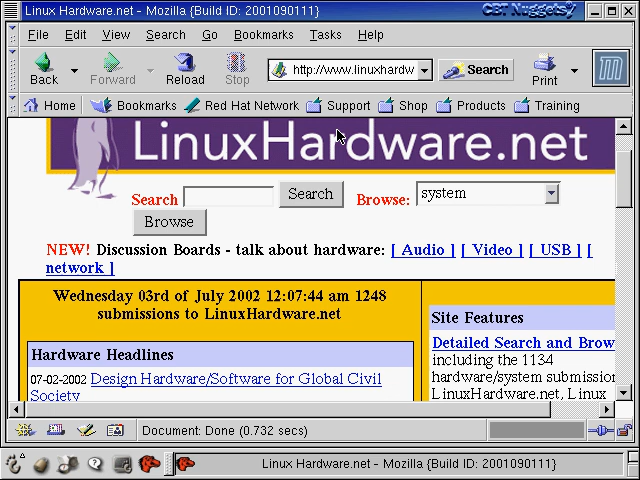 Linux Hardware.net - Mozilla {Build ID: 2001090111}
CBT Nuggets
File Edit View Search Go Bookmarks Tasks Help
Back Forward Reload Stop http://www.linuxhardw Search Print
Home Bookmarks Red Hat Network Support Shop Products Training
LinuxHardware.net
Search Search Browse: system
Browse
NEW! Discussion Boards - talk about hardware: [ Audio ] [ Video ] [ USB ] [
network ]
Wednesday 03rd of July 2002 12:07:44 am 1248
submissions to LinuxHardware.net
Hardware Headlines
07-02-2002 Design Hardware/Software for Global Civil
Society
Site Features
Detailed Search and Brow
including the 1134
hardware/system submission
LinuxHardware.net, Linux
Document: Done (0.732 secs)
Linux Hardware.net - Mozilla {Build ID: 2001090111}